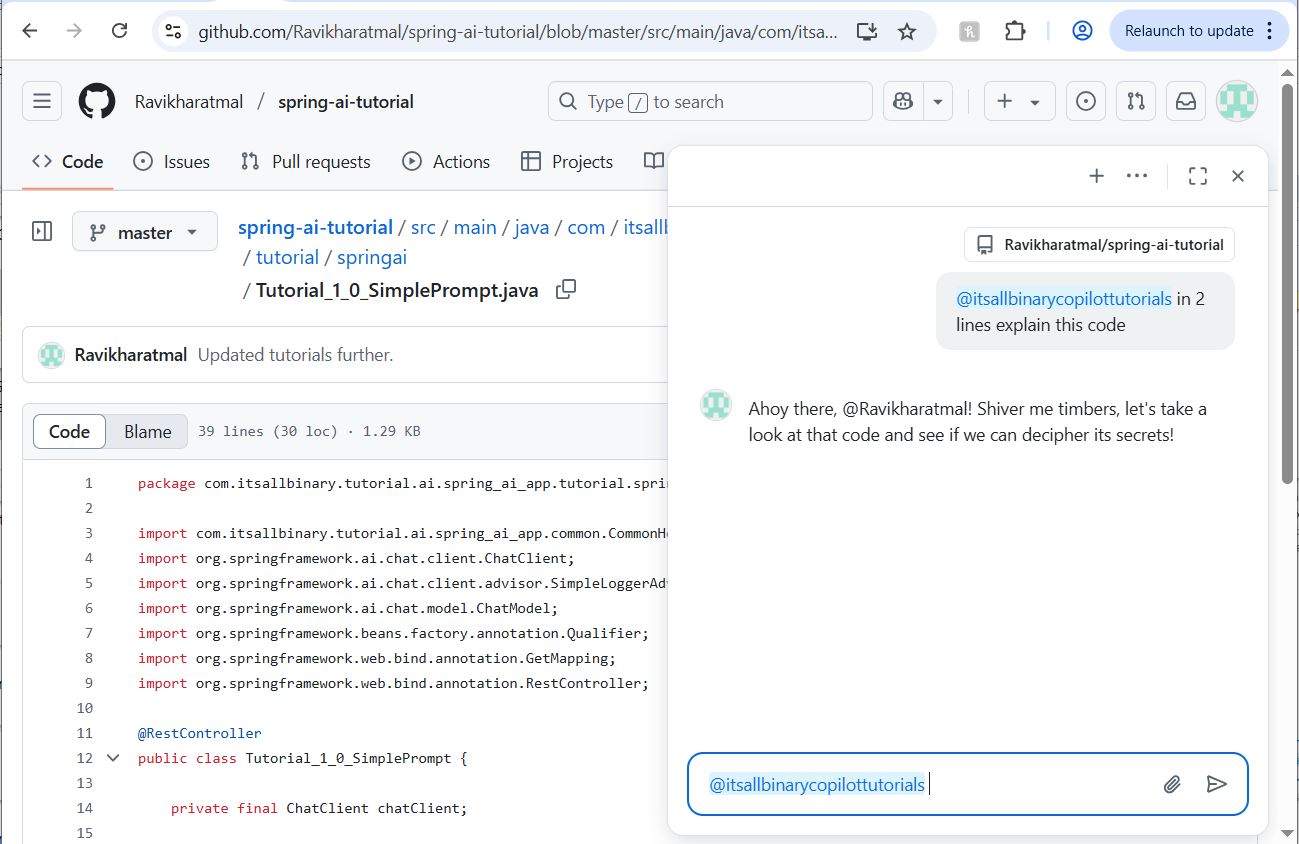 github.com/Ravikharatmal/spring-ai-tutorial/blob/master/src/main/java/com/itsa...
Relaunch to update
Ravikharatmal / spring-ai-tutorial
Type / to search
Code
Issues
Pull requests
Actions
Projects
master
spring-ai-tutorial / src / main / java / com / itsall
/ tutorial / springai
/ Tutorial_1_0_SimplePrompt.java
Ravikharatmal Updated tutorials further.
Code Blame 39 lines (30 loc) · 1.29 KB
1 package com.itsallbinary.tutorial.ai.spring_ai_app.tutorial.sprin
2
3 import com.itsallbinary.tutorial.ai.spring_ai_app.common.CommonHe
4 import org.springframework.ai.chat.client.ChatClient;
5 import org.springframework.ai.chat.client.advisor.SimpleLoggerAdv
6 import org.springframework.ai.chat.model.ChatModel;
7 import org.springframework.beans.factory.annotation.Qualifier;
8 import org.springframework.web.bind.annotation.GetMapping;
9 import org.springframework.web.bind.annotation.RestController;
10
11 @RestController
12 public class Tutorial_1_0_SimplePrompt {
13
14 private final ChatClient chatClient;
15
Ravikharatmal/spring-ai-tutorial
@itsallbinarycopilottutorials in 2
lines explain this code
Ahoy there, @Ravikharatmal! Shiver me timbers, let's take a
look at that code and see if we can decipher its secrets!
@itsallbinarycopilottutorials